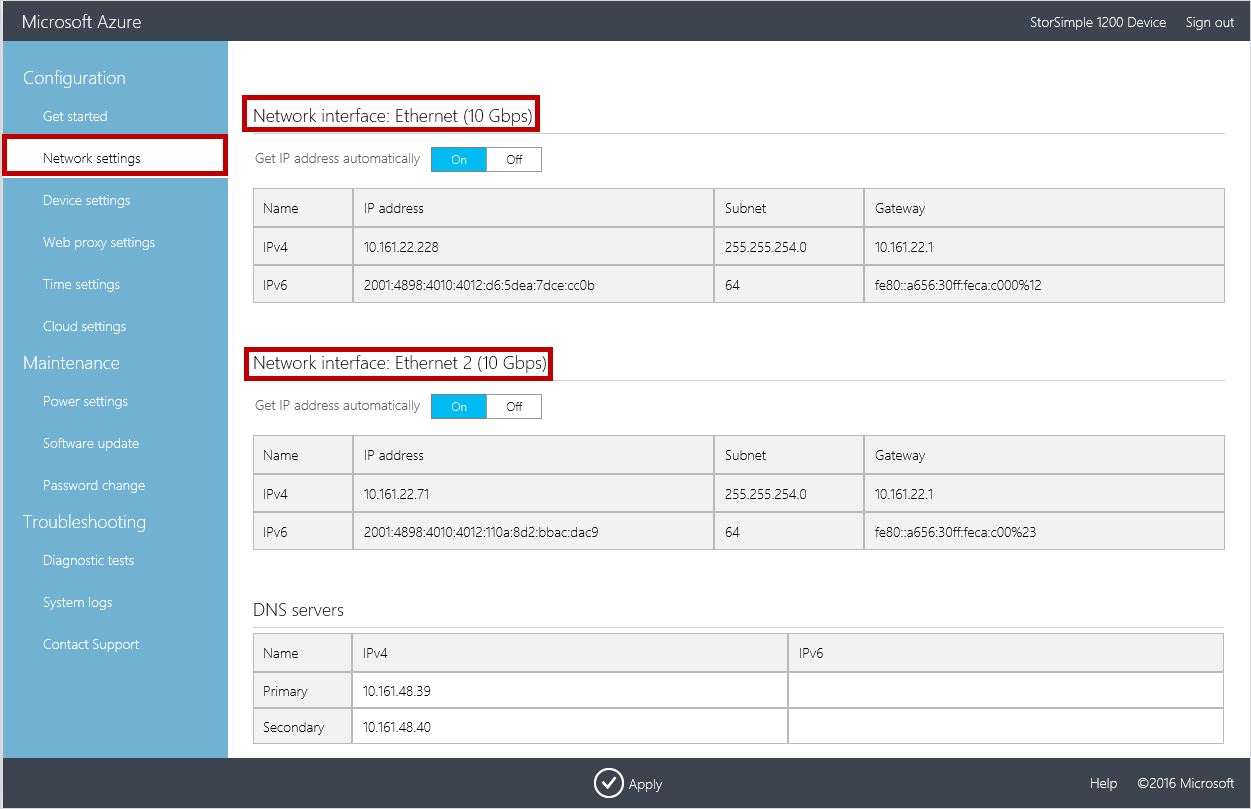 Microsoft Azure StorSimple 1200 Device Sign out
Configuration
Get started
Network settings
Device settings
Web proxy settings
Time settings
Cloud settings
Maintenance
Power settings
Software update
Password change
Troubleshooting
Diagnostic tests
System logs
Contact Support
Network interface: Ethernet (10 Gbps)
Get IP address automatically On Off
Name IP address Subnet Gateway
IPv4 10.161.22.228 255.255.254.0 10.161.22.1
IPv6 2001:4898:4010:4012:d6:5dea:7dce:cc0b 64 fe80::a656:30ff:feca:c000%12
Network interface: Ethernet 2 (10 Gbps)
Get IP address automatically On Off
Name IP address Subnet Gateway
IPv4 10.161.22.71 255.255.254.0 10.161.22.1
IPv6 2001:4898:4010:4012:110a:8d2:bbac:dac9 64 fe80::a656:30ff:feca:c00%23
DNS servers
Name IPv4 IPv6
Primary 10.161.48.39
Secondary 10.161.48.40
Apply Help ©2016 Microsoft